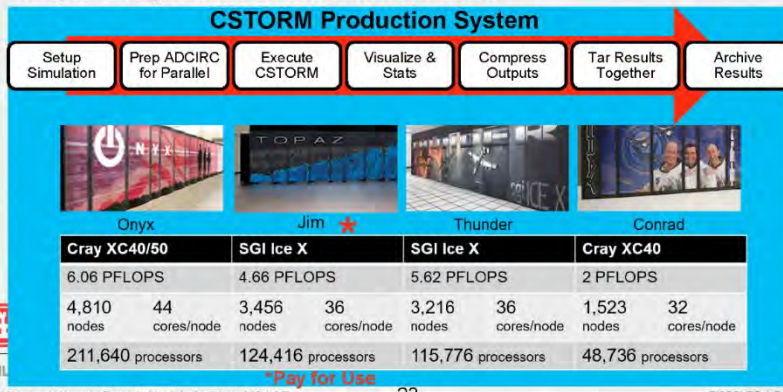 CSTORM Production System
Setup Simulation
Prep ADCIRC for Parallel
Execute CSTORM
Visualize & Stats
Compress Outputs
Tar Results Together
Archive Results
TOPAZ
Onyx
Jim *
Thunder
Conrad
Cray XC40/50 SGI Ice X SGI Ice X Cray XC40
6.06 PFLOPS 4.66 PFLOPS 5.62 PFLOPS 2 PFLOPS
4,810 nodes 44 cores/node 3,456 nodes 36 cores/node 3,216 nodes 36 cores/node 1,523 nodes 32 cores/node
211,640 processors 124,416 processors 115,776 processors 48,736 processors
*Pay for Use